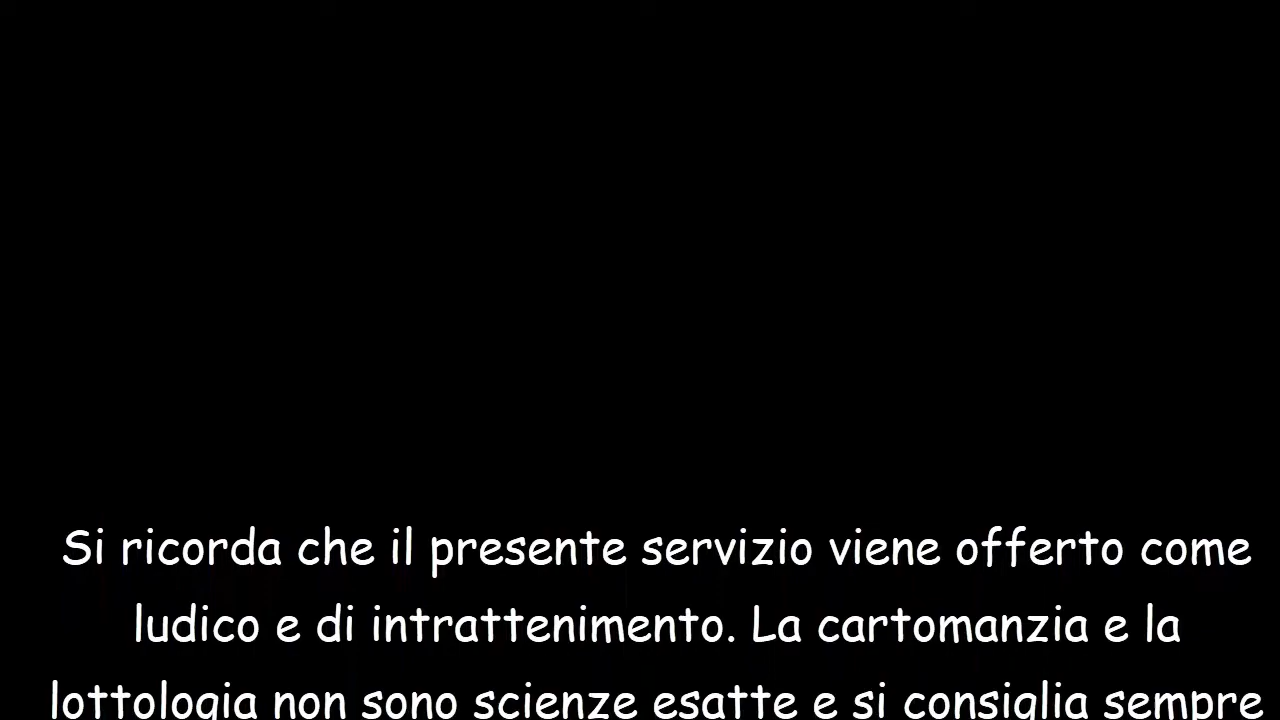 Si ricorda che il presente servizio viene offerto come
ludico e di intrattenimento. La cartomanzia e la
lottologia non sono scienze esatte e si consiglia sempre